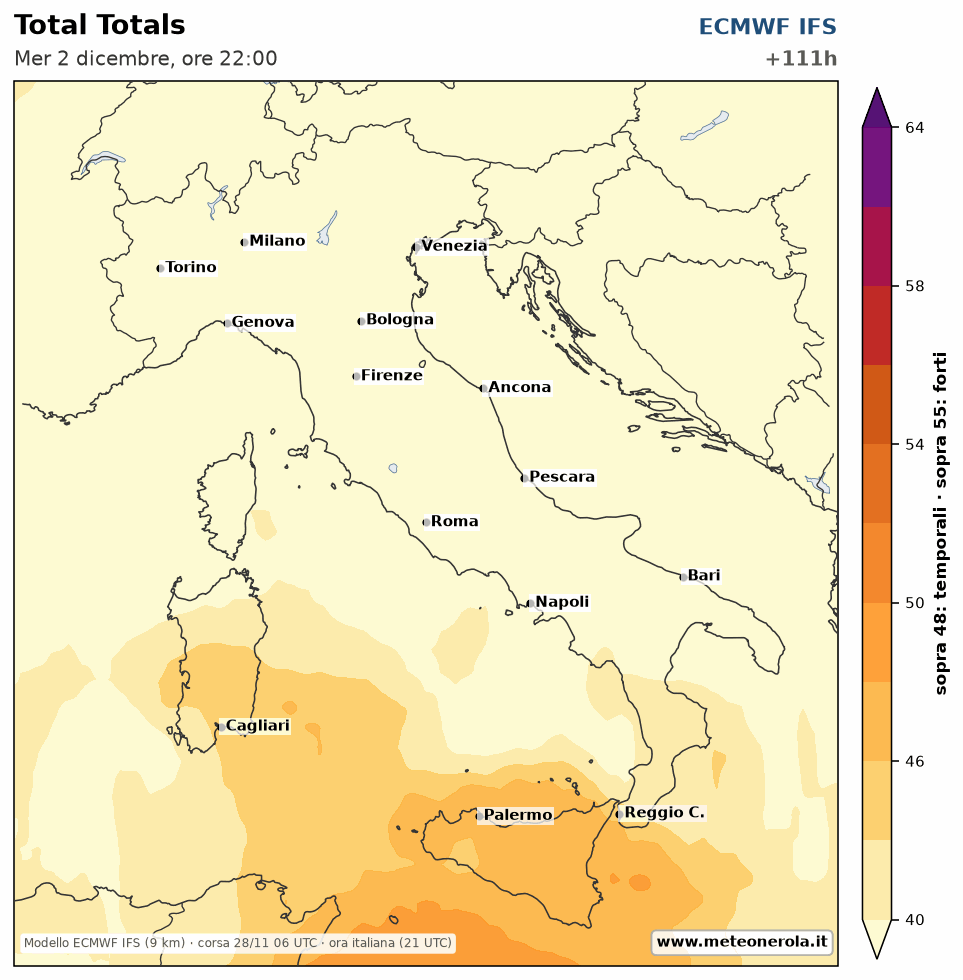 Total Totals
ECMWF IFS
Mer 2 dicembre, ore 22:00
+111h
Milano
Venezia
Torino
Genova
Bologna
Firenze
Ancona
Pescara
Roma
Bari
Napoli
Cagliari
Palermo
Reggio C.
64
58
54
50
46
40
sopra 48: temporali · sopra 55: forti
Modello ECMWF IFS (9 km) · corsa 28/11 06 UTC · ora italiana (21 UTC)
www.meteonerola.it